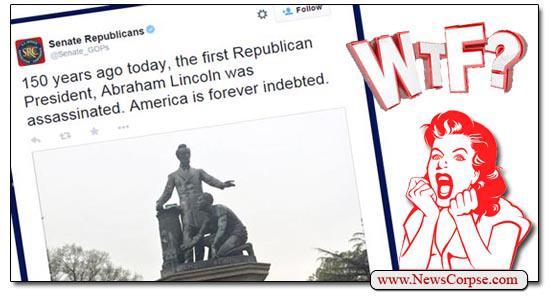 Senate Republicans
@Senate_GOPs
Follow
150 years ago today, the first Republican
President, Abraham Lincoln was
assassinated. America is forever indebted.
WTF?
www.NewsCorpse.com